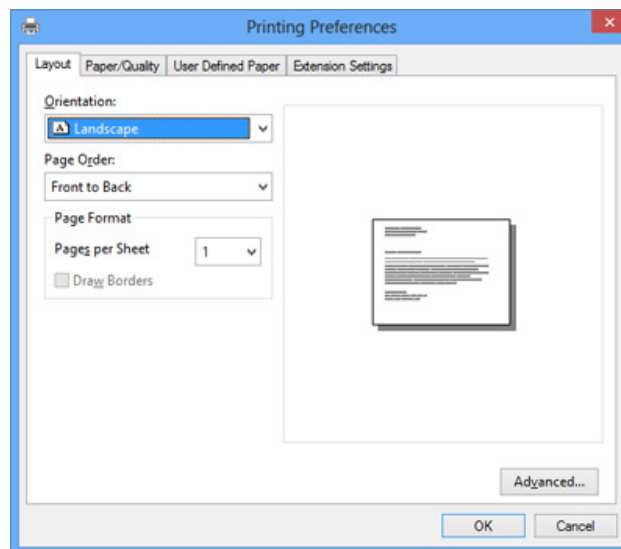 Printing Preferences
Layout Paper/Quality User Defined Paper Extension Settings
Orientation:
Landscape
Page Order:
Front to Back
Page Format
Pages per Sheet 1
Draw Borders
Advanced...
OK Cancel